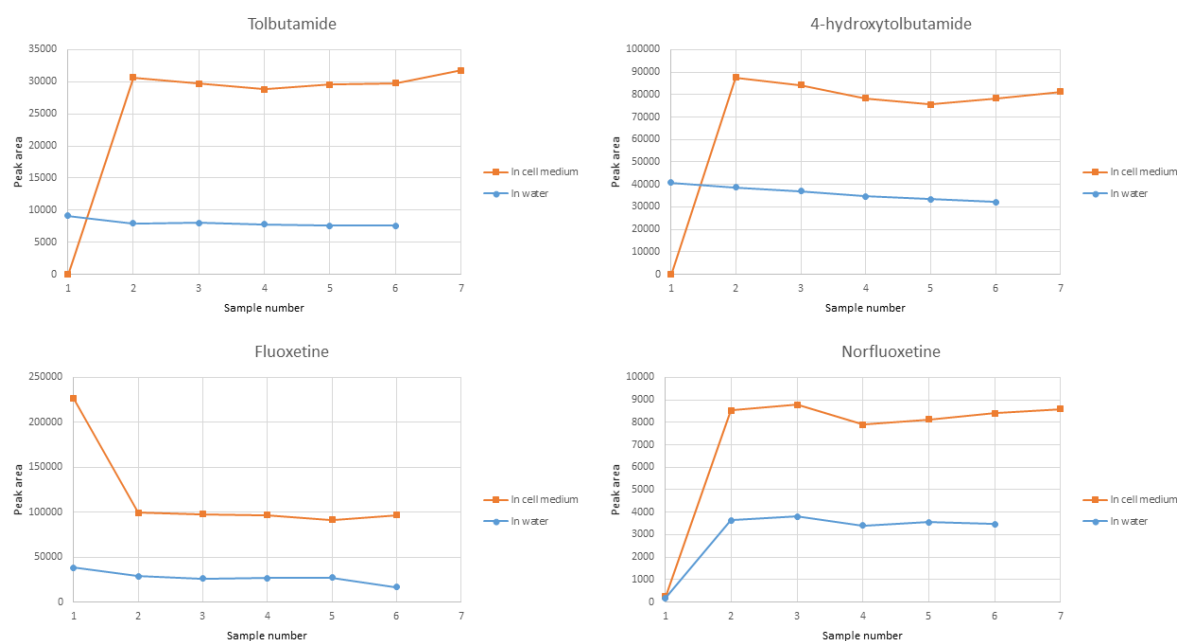 Tolbutamide
35000
30000
25000
20000
15000
10000
5000
0
Peak area
1 2 3 4 5 6 7
Sample number
In cell medium
In water
4-hydroxytolbutamide
100000
90000
80000
70000
60000
50000
40000
30000
20000
10000
0
Peak area
1 2 3 4 5 6 7
Sample number
In cell medium
In water
Fluoxetine
250000
200000
150000
100000
50000
0
Peak area
1 2 3 4 5 6 7
Sample number
In cell medium
In water
Norfluoxetine
10000
9000
8000
7000
6000
5000
4000
3000
2000
1000
0
Peak area
1 2 3 4 5 6 7
Sample number
In cell medium
In water